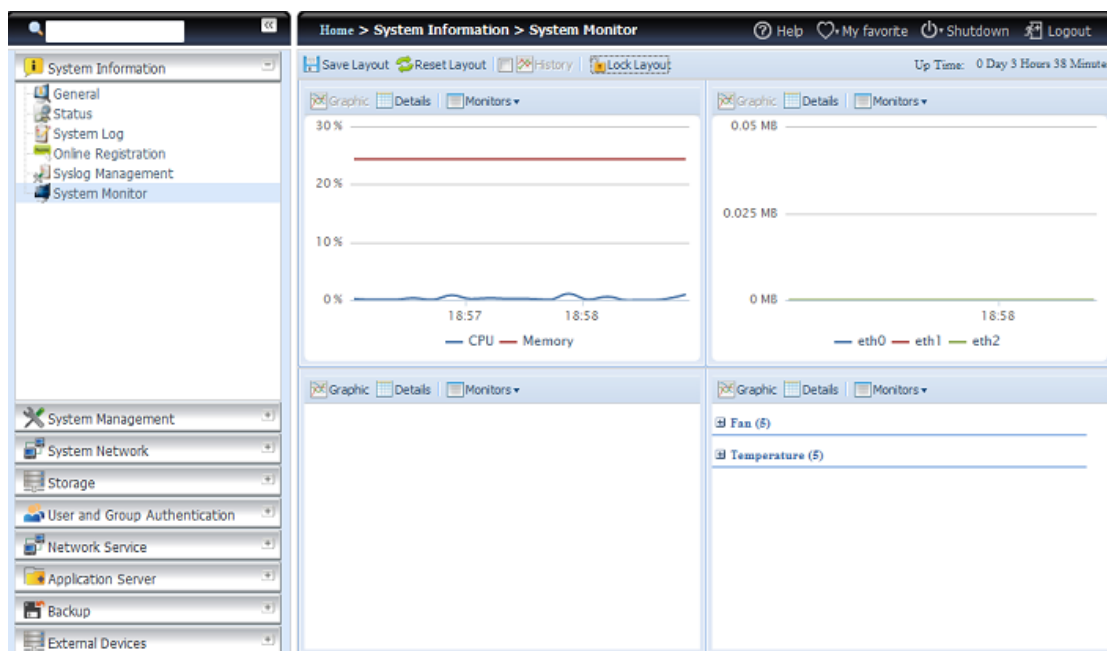 Home > System Information > System Monitor
Help My favorite Shutdown Logout
System Information
General
Status
System Log
Online Registration
Syslog Management
System Monitor
System Management
System Network
Storage
User and Group Authentication
Network Service
Application Server
Backup
External Devices
Save Layout Reset Layout History Lock Layout
Up Time: 0 Day 3 Hours 38 Minute
Graphic Details Monitors
30 %
20 %
10 %
0 %
18:57 18:58
CPU Memory
Graphic Details Monitors
0.05 MB
0.025 MB
0 MB
18:58
eth0 eth1 eth2
Graphic Details Monitors
Graphic Details Monitors
Fan (5)
Temperature (5)